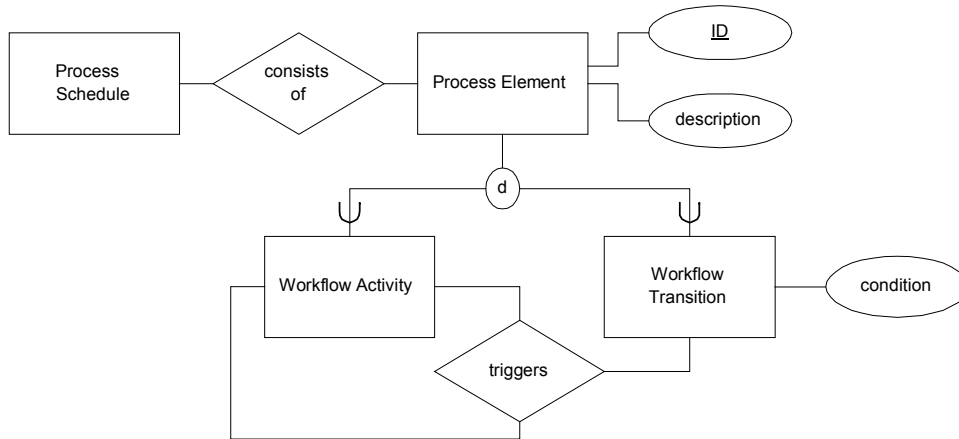 ID
Process
Schedule
consists
of
Process Element
description
d
Workflow Activity
Workflow
Transition
condition
triggers